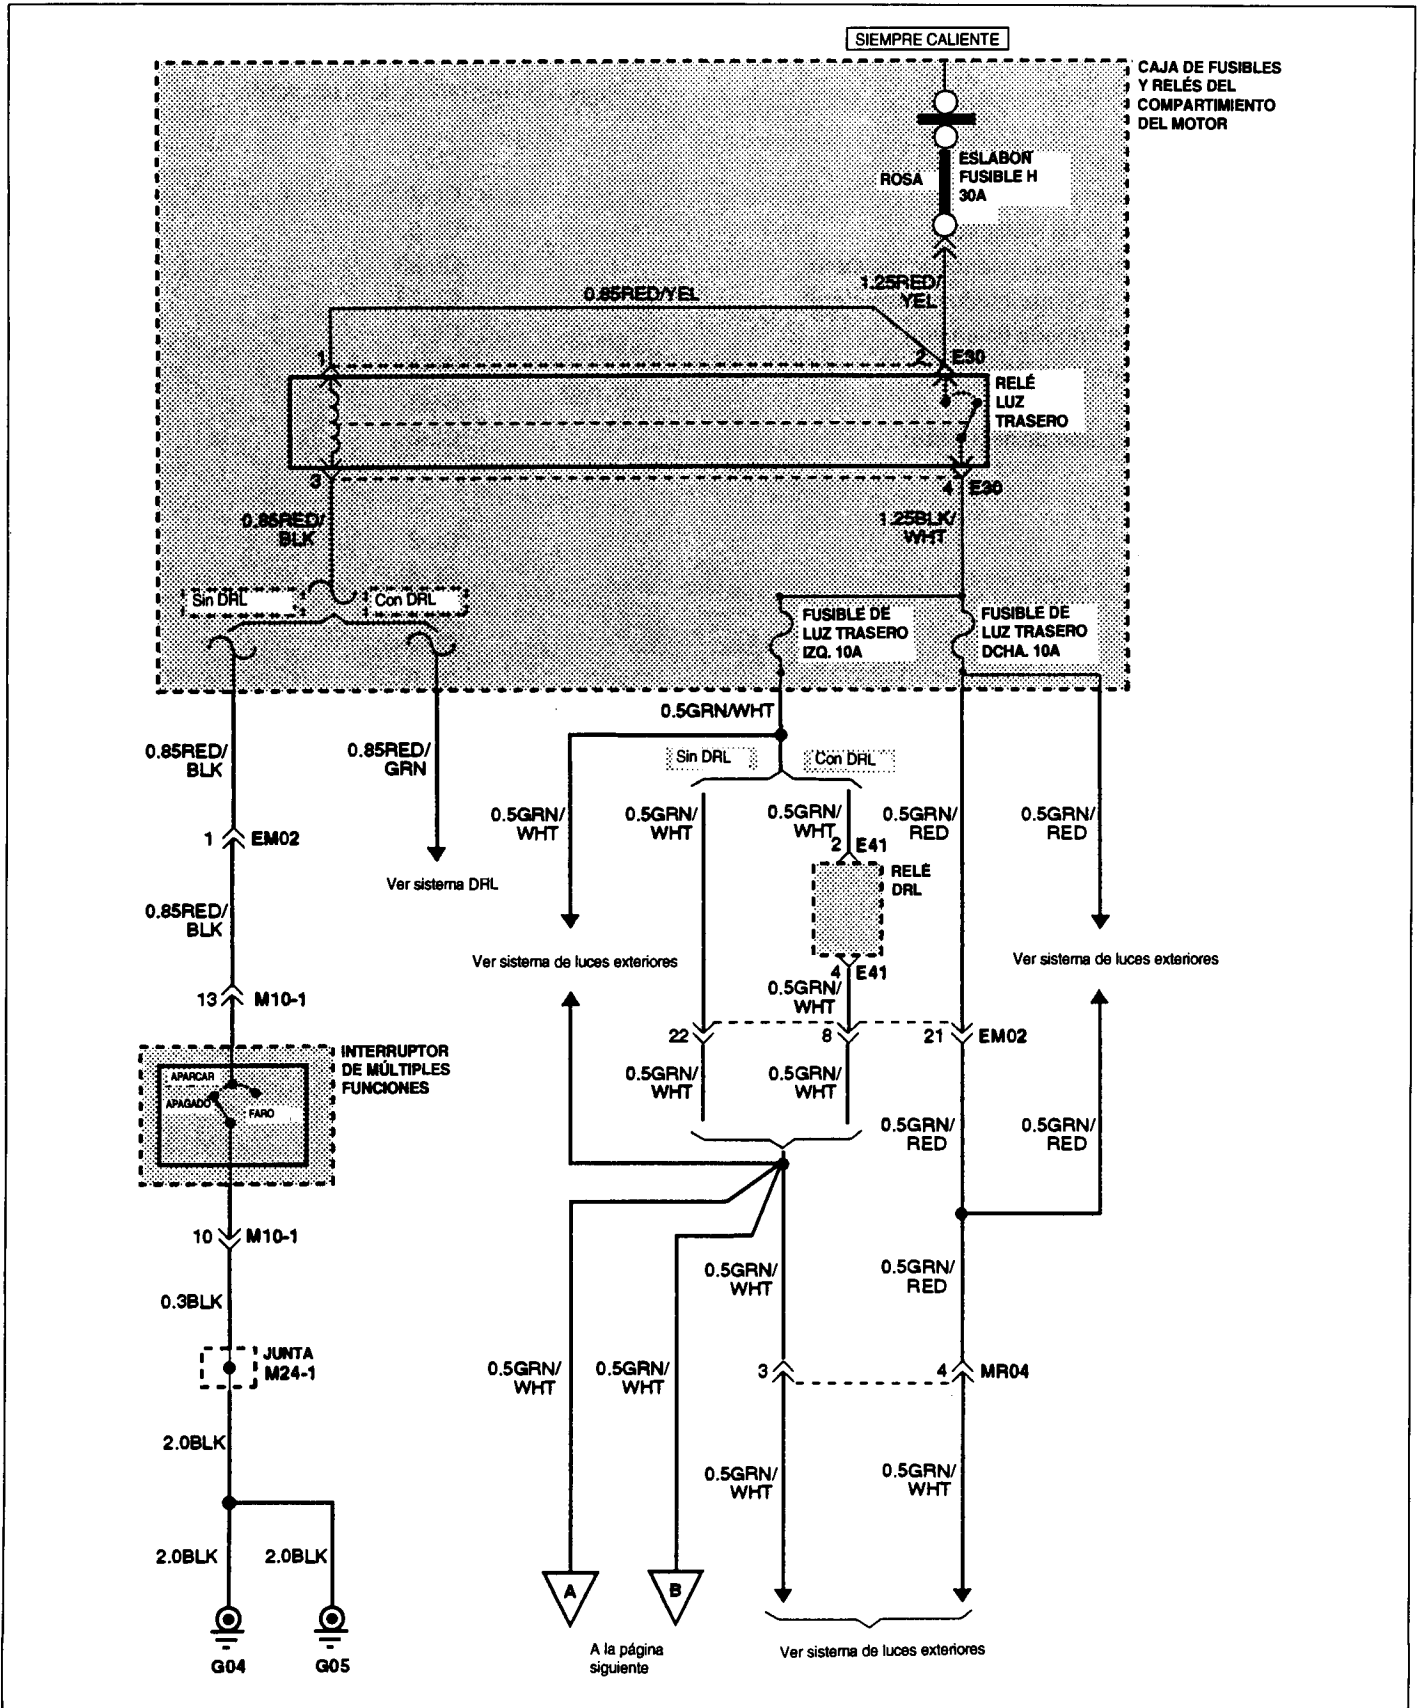 SIEMPRE CALIENTE
CAJA DE FUSIBLES
Y RELÉS DEL
COMPARTIMIENTO
DEL MOTOR
ROSA
ESLABON
FUSIBLE H
30A
0.85RED/YEL
1.25RED/
YEL
1
2
E30
RELÉ
LUZ
TRASERO
3
4
E30
0.85RED/
BLK
1.25BLK/
WHT
Sin DRL
Con DRL
FUSIBLE DE
LUZ TRASERO
IZQ. 10A
FUSIBLE DE
LUZ TRASERO
DCHA. 10A
0.5GRN/WHT
0.85RED/
BLK
0.85RED/
GRN
Sin DRL
Con DRL
0.5GRN/
WHT
0.5GRN/
WHT
0.5GRN/
WHT
0.5GRN/
RED
0.5GRN/
RED
1
EM02
2
E41
RELÉ
DRL
Ver sistema DRL
0.85RED/
BLK
Ver sistema de luces exteriores
Ver sistema de luces exteriores
4
E41
0.5GRN/
WHT
13
M10-1
22
8
21
EM02
INTERRUPTOR
DE MÚLTIPLES
FUNCIONES
APARCAR
APAGADO
FARO
0.5GRN/
WHT
0.5GRN/
WHT
0.5GRN/
RED
0.5GRN/
RED
10
M10-1
0.3BLK
0.5GRN/
WHT
0.5GRN/
RED
JUNTA
M24-1
0.5GRN/
WHT
0.5GRN/
WHT
3
4
MR04
2.0BLK
0.5GRN/
WHT
0.5GRN/
WHT
2.0BLK
2.0BLK
A
B
G04
G05
A la página
siguiente
Ver sistema de luces exteriores